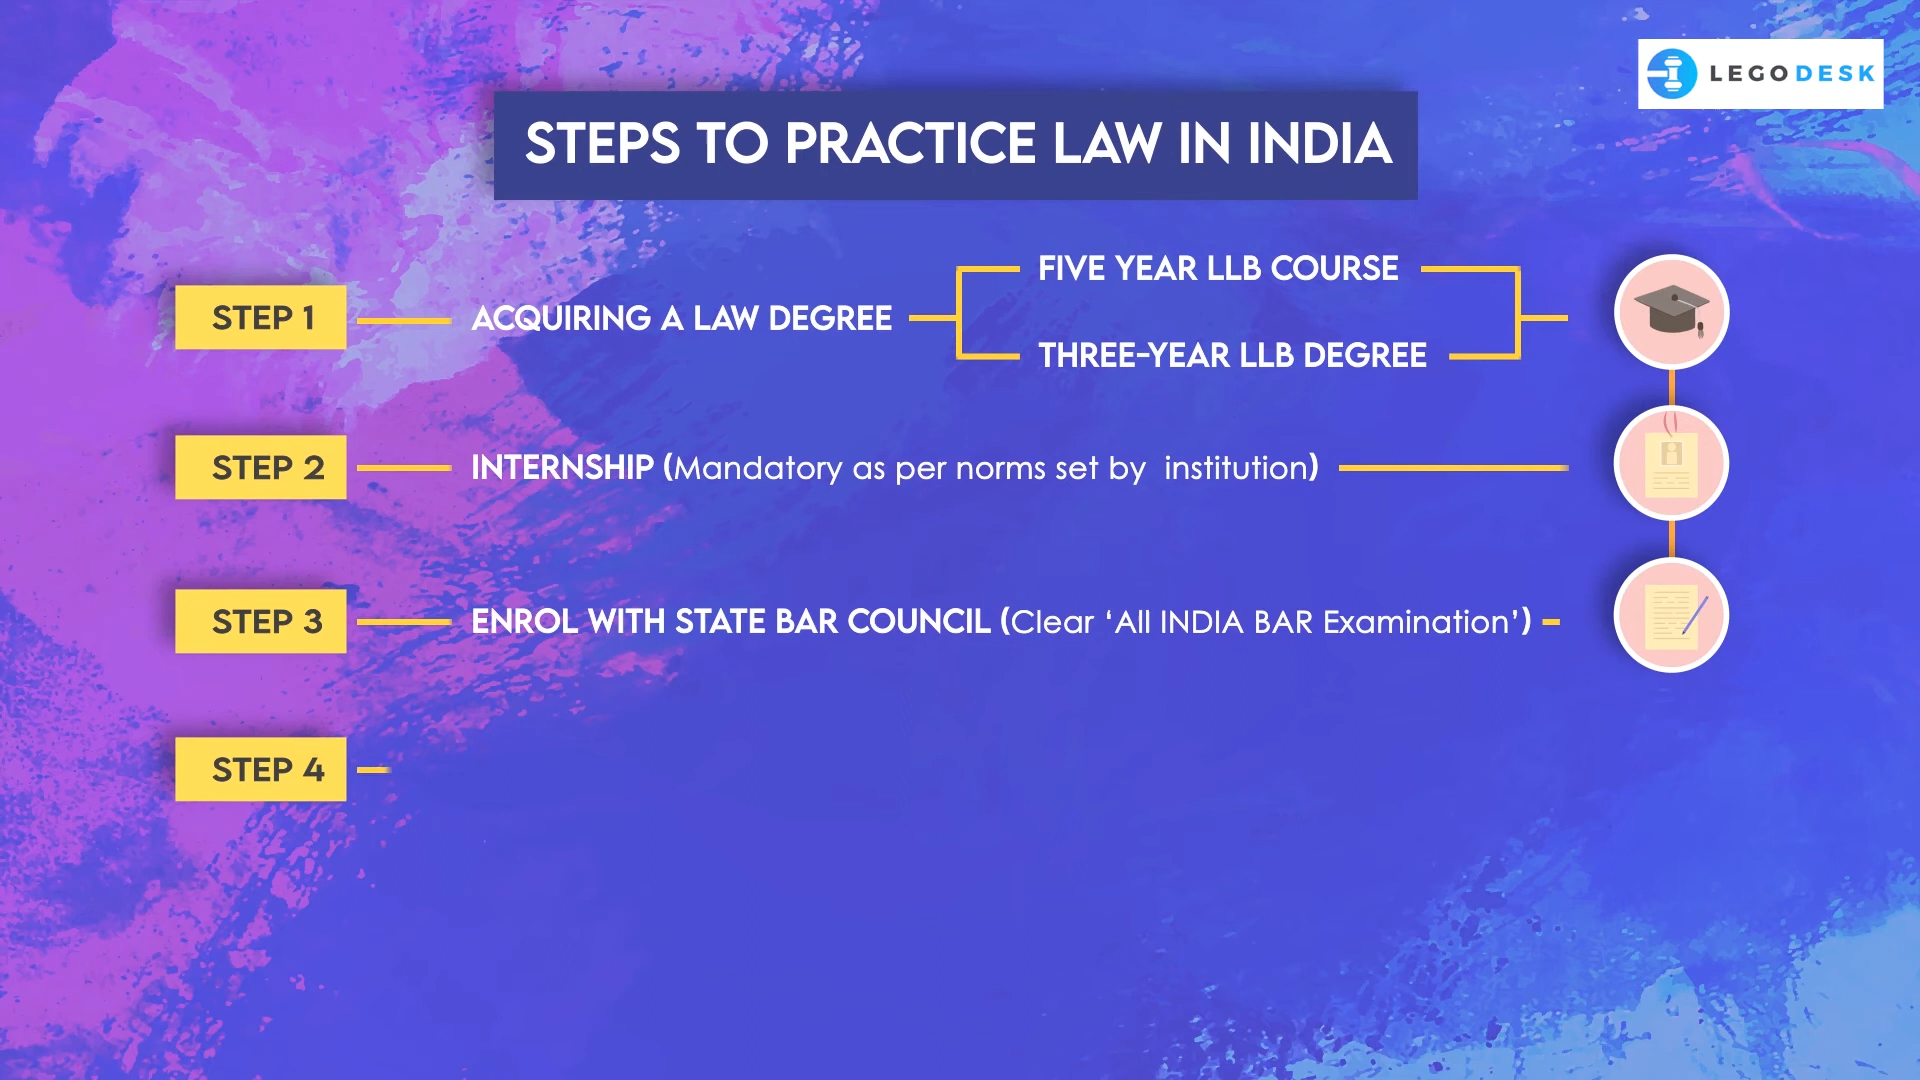 LEGODESK
STEPS TO PRACTICE LAW IN INDIA
STEP 1
ACQUIRING A LAW DEGREE
FIVE YEAR LLB COURSE
THREE-YEAR LLB DEGREE
STEP 2
INTERNSHIP (Mandatory as per norms set by institution)
STEP 3
ENROL WITH STATE BAR COUNCIL (Clear ‘All INDIA BAR Examination’)
STEP 4